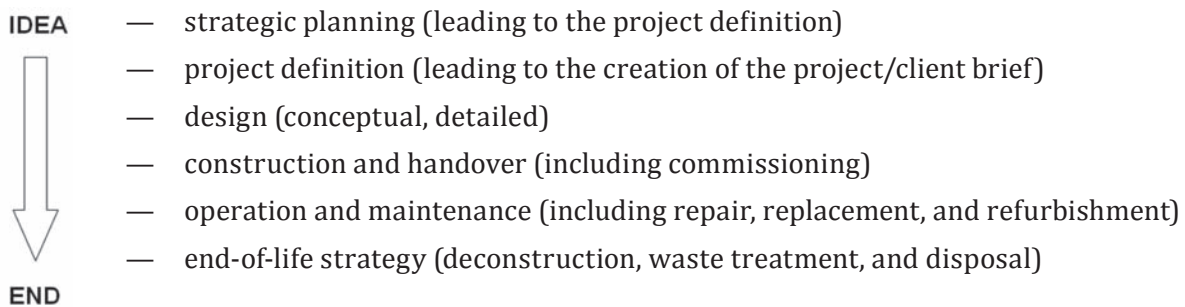 IDEA — strategic planning (leading to the project definition)
— project definition (leading to the creation of the project/client brief)
— design (conceptual, detailed)
— construction and handover (including commissioning)
— operation and maintenance (including repair, replacement, and refurbishment)
— end-of-life strategy (deconstruction, waste treatment, and disposal)
END